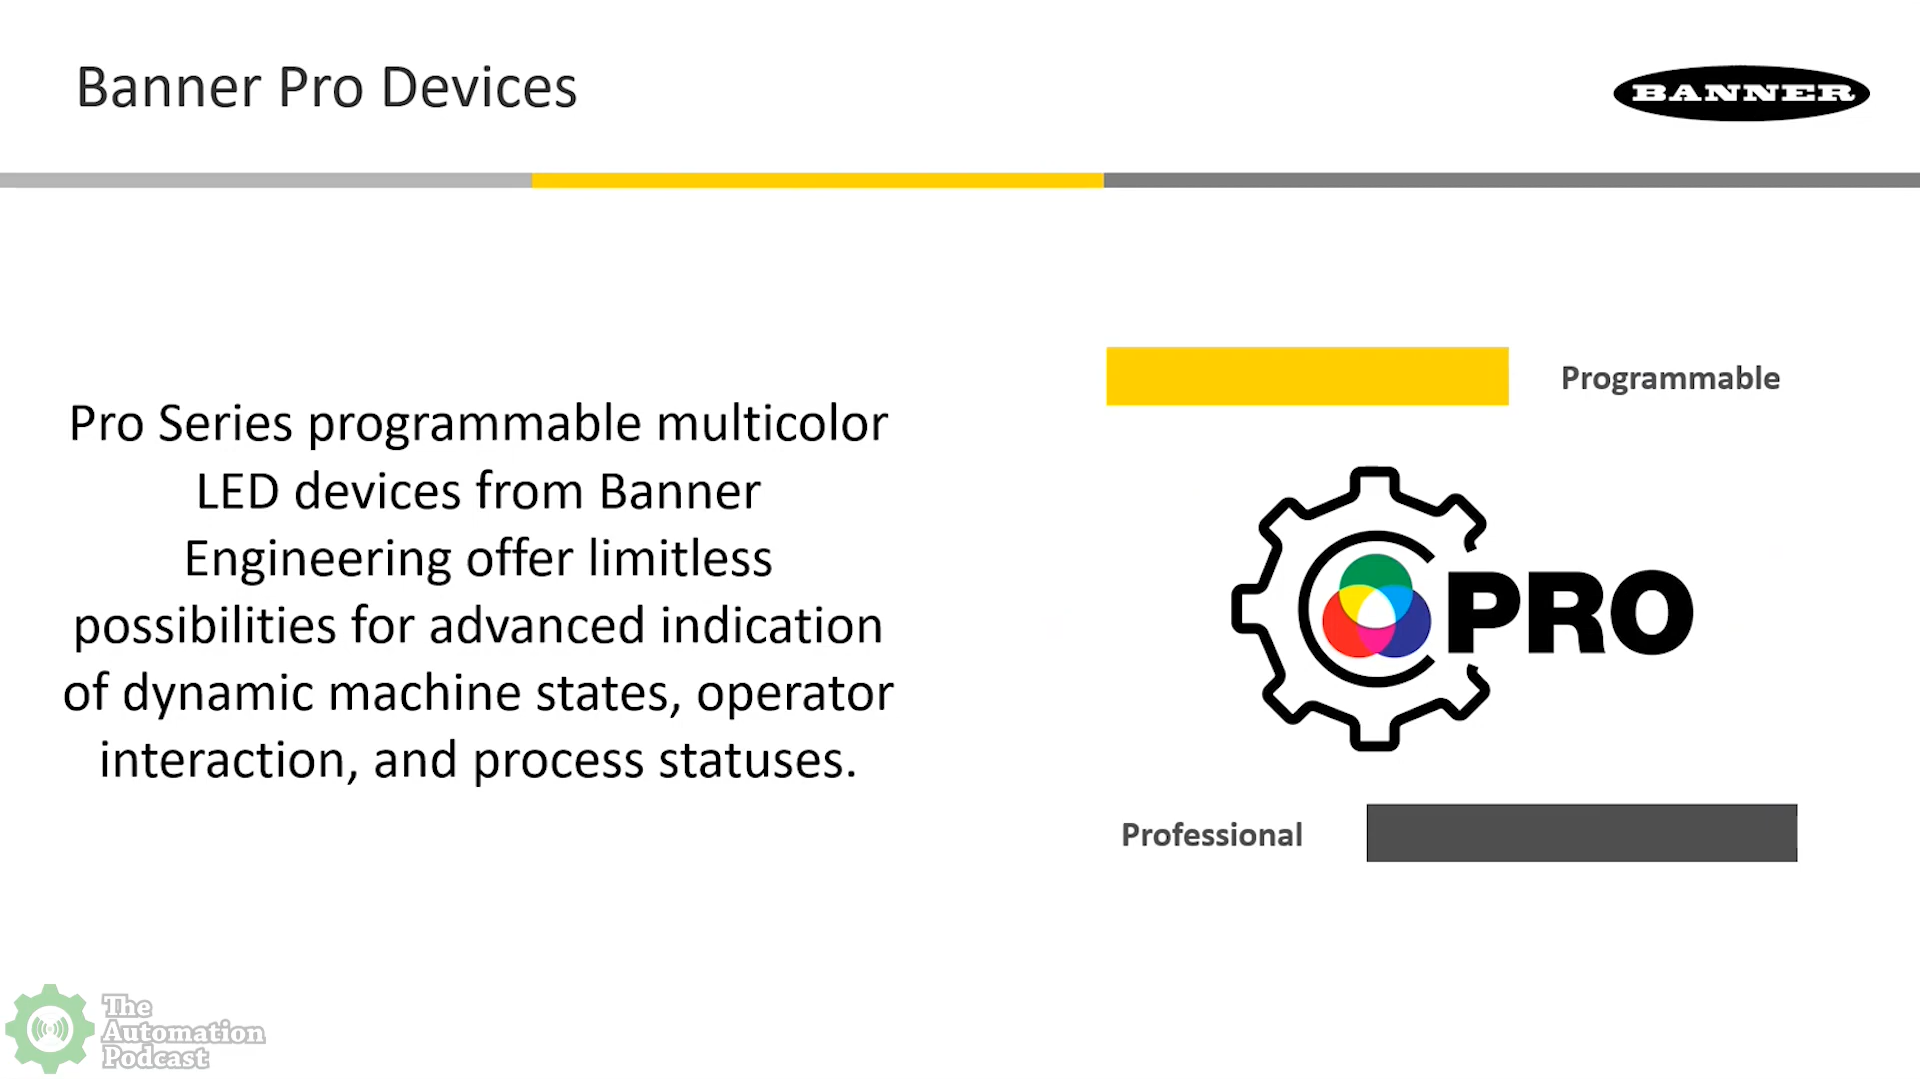 Banner Pro Devices
BANNER
Pro Series programmable multicolor
LED devices from Banner
Engineering offer limitless
possibilities for advanced indication
of dynamic machine states, operator
interaction, and process statuses.
Programmable
PRO
Professional
The
Automation
Podcast